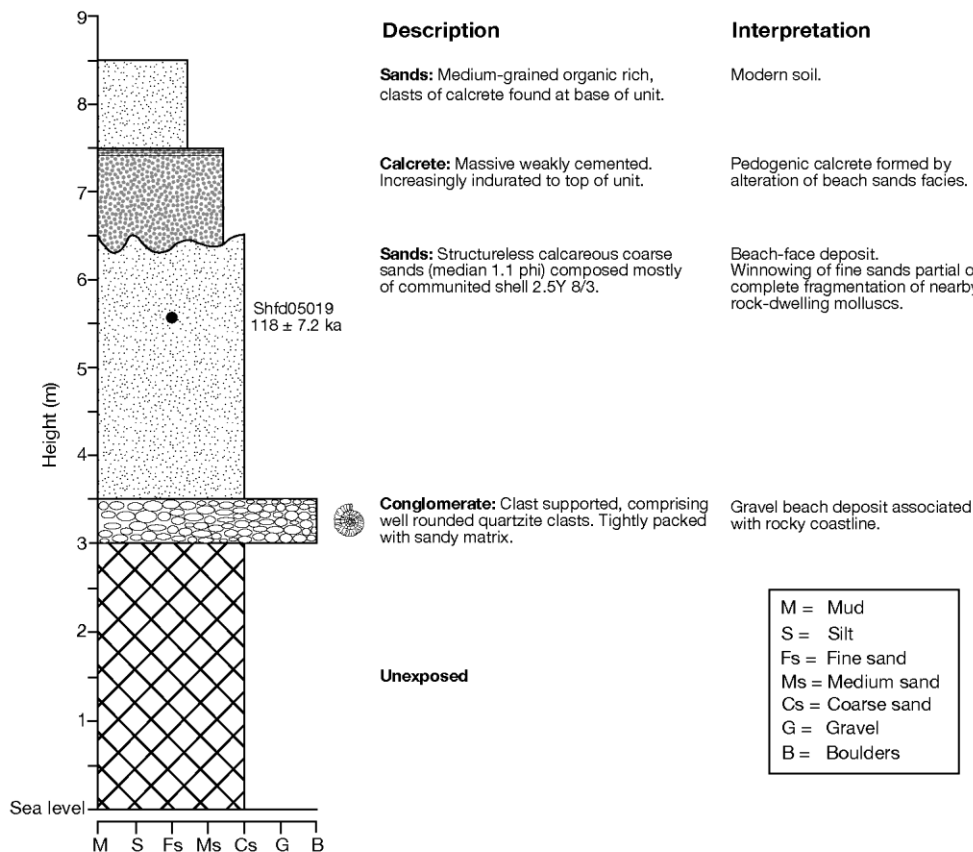 Description
Interpretation
9
Sands: Medium-grained organic rich,
clasts of calcrete found at base of unit.
Modern soil.
8
Calcrete: Massive weakly cemented.
Increasingly indurated to top of unit.
Pedogenic calcrete formed by
alteration of beach sands facies.
7
Sands: Structureless calcareous coarse
sands (median 1.1 phi) composed mostly
of communited shell 2.5Y 8/3.
Beach-face deposit.
Winnowing of fine sands partial o
complete fragmentation of nearby
rock-dwelling molluscs.
6
Shfd05019
118 ± 7.2 ka
5
Height (m)
4
Conglomerate: Clast supported, comprising
well rounded quartzite clasts. Tightly packed
with sandy matrix.
Gravel beach deposit associated
with rocky coastline.
3
2
Unexposed
1
Sea level
M S Fs Ms Cs G B
M = Mud
S = Silt
Fs = Fine sand
Ms = Medium sand
Cs = Coarse sand
G = Gravel
B = Boulders